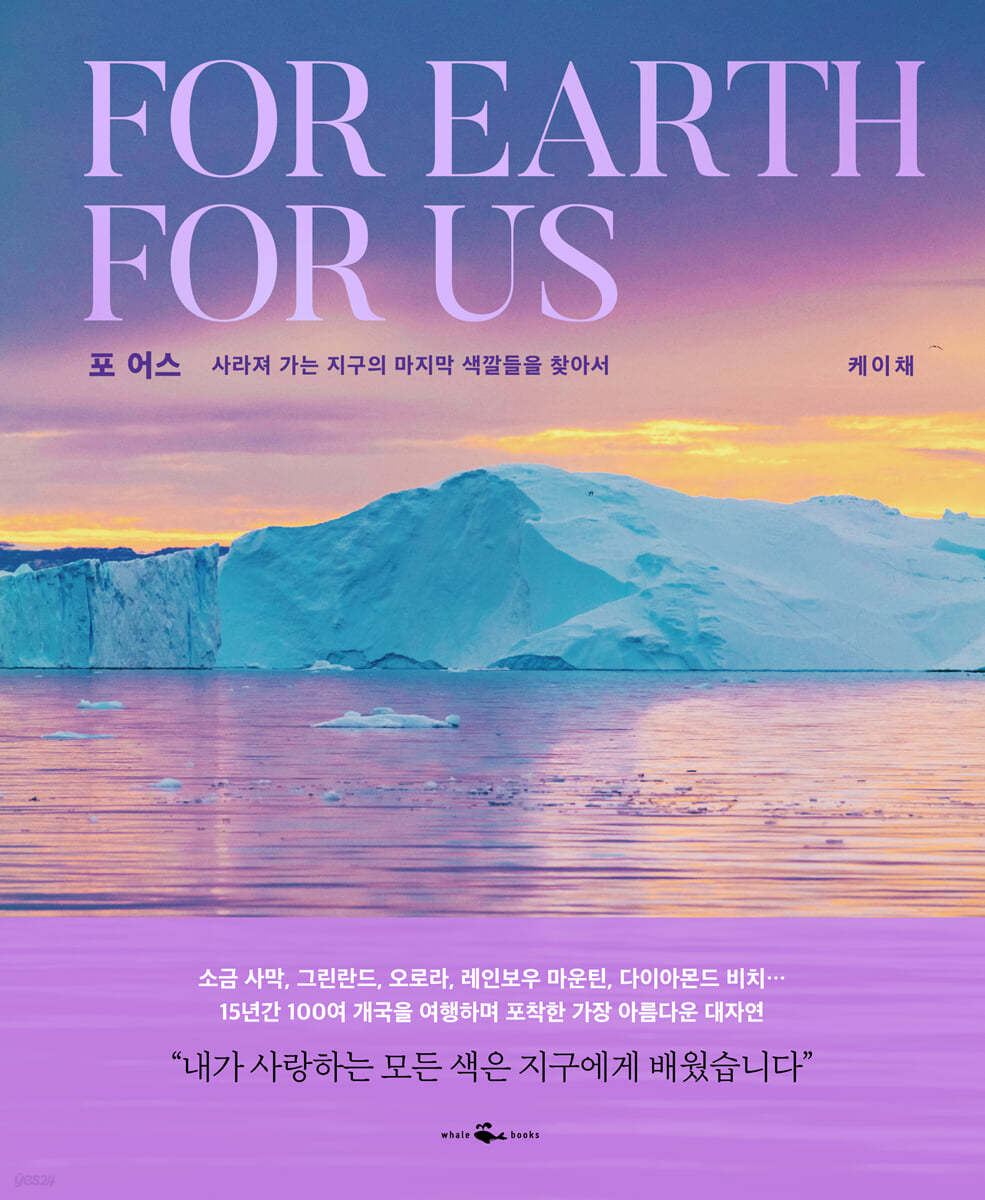 FOR EARTH
FOR US
포 어스 사라져 가는 지구의 마지막 색깔들을 찾아서 케이채
소금 사막, 그린란드, 오로라, 레인보우 마운틴, 다이아몬드 비치…
15년간 100여 개국을 여행하며 포착한 가장 아름다운 대자연
“내가 사랑하는 모든 색은 지구에게 배웠습니다”
whale books
yes24